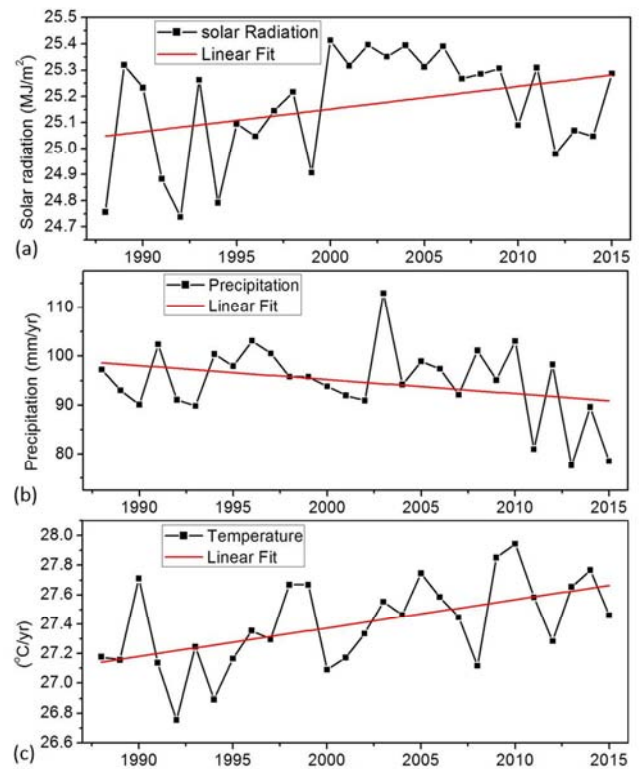 25.5
25.4
25.3
25.2
25.1
25.0
24.9
24.8
24.7
Solar radiation (MJ/m²)
solar Radiation
Linear Fit
1990 1995 2000 2005 2010 2015
(a)
110
100
90
80
Precipitation (mm/yr)
Precipitation
Linear Fit
1990 1995 2000 2005 2010 2015
(b)
28.0
27.8
27.6
27.4
27.2
27.0
26.8
26.6
(°C/yr)
Temperature
Linear Fit
1990 1995 2000 2005 2010 2015
(c)